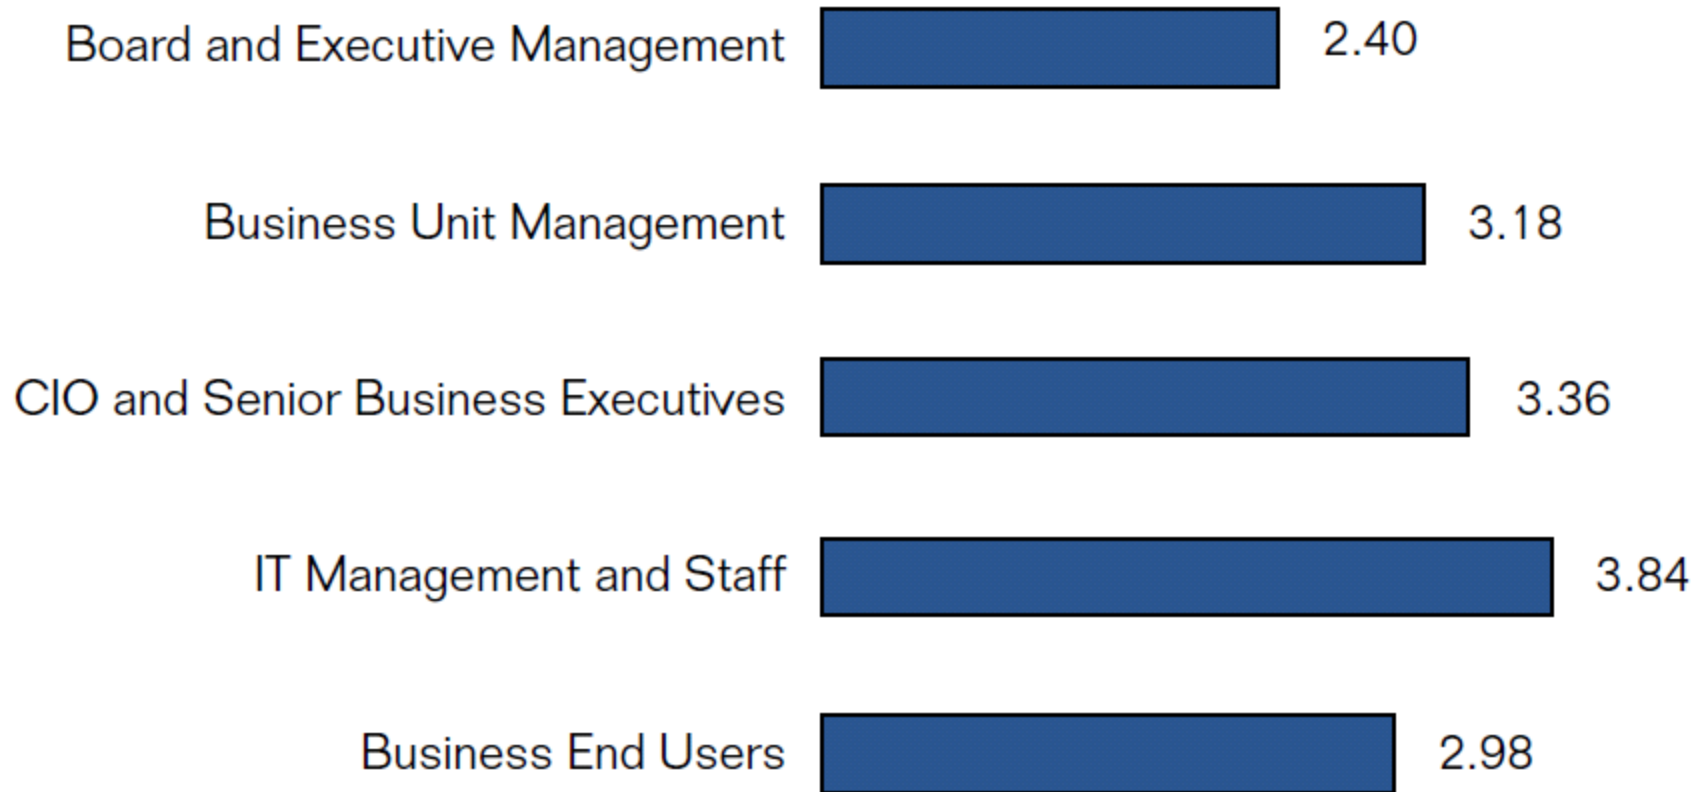 Board and Executive Management 2.40
Business Unit Management 3.18
CIO and Senior Business Executives 3.36
IT Management and Staff 3.84
Business End Users 2.98